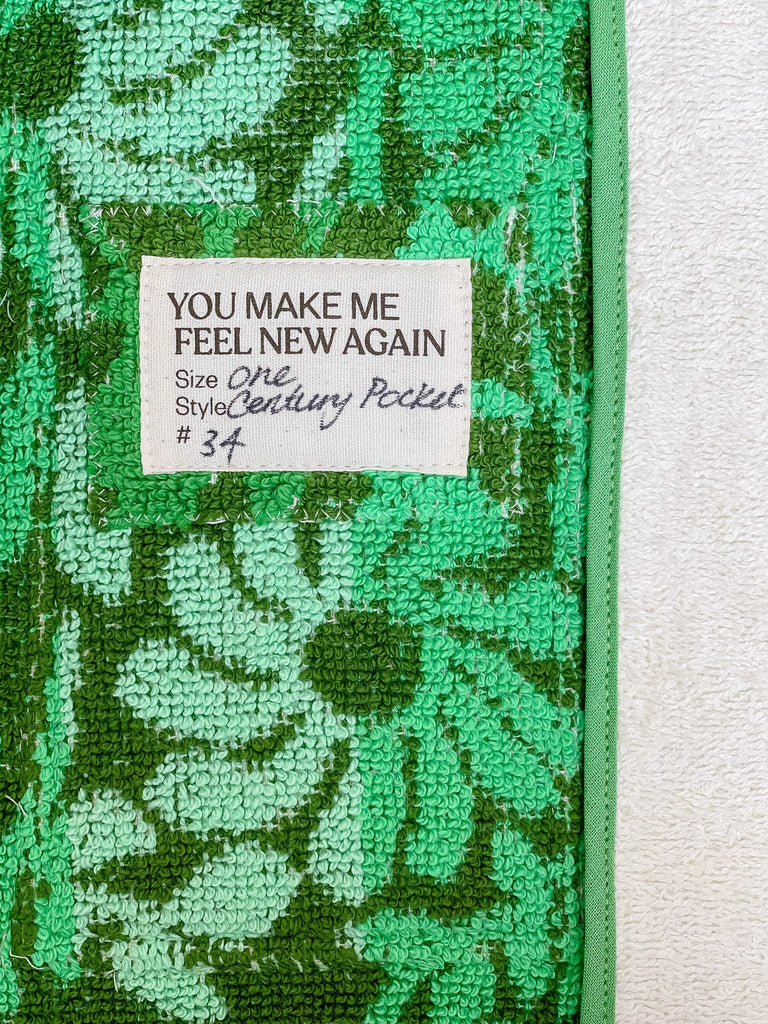 YOU MAKE ME
FEEL NEW AGAIN
Size one
Style Century Pocket
# 34